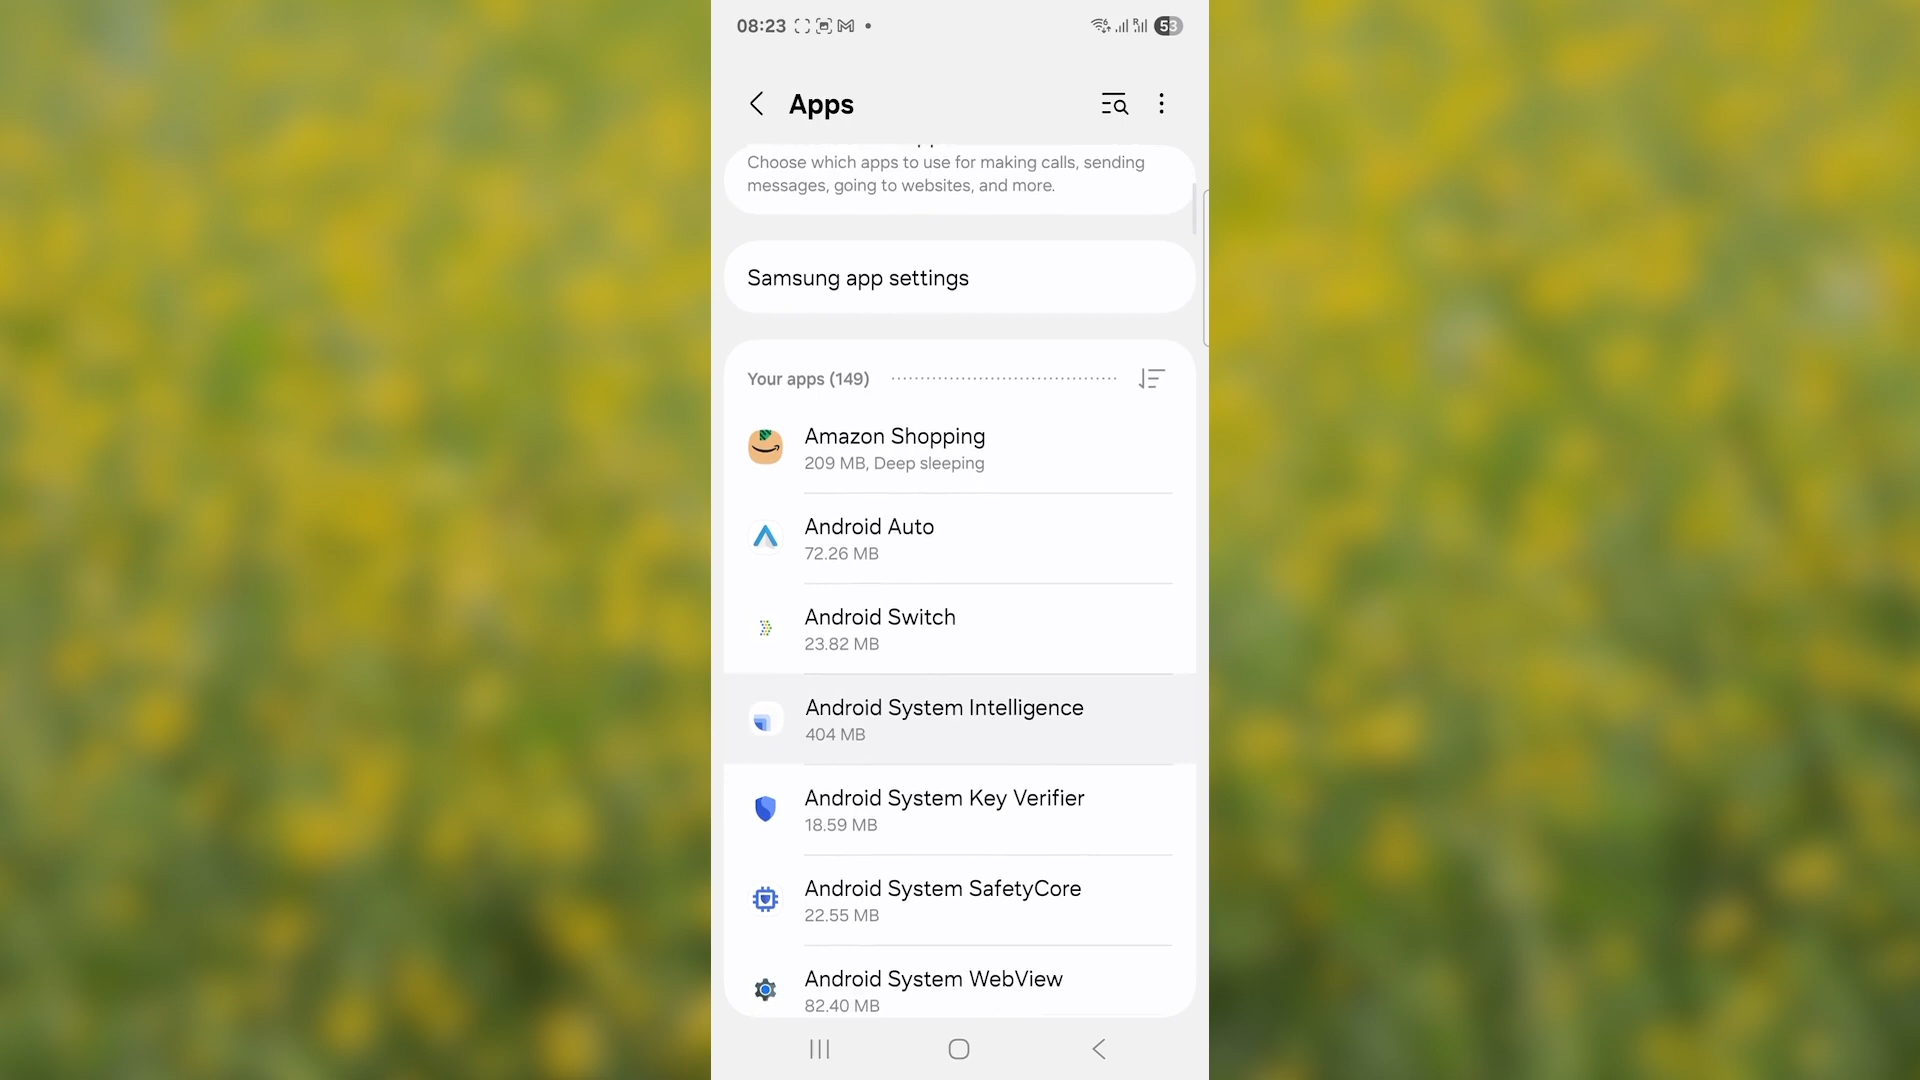 08:23
53
Apps
Choose which apps to use for making calls, sending
messages, going to websites, and more.
Samsung app settings
Your apps (149)
Amazon Shopping
209 MB, Deep sleeping
Android Auto
72.26 MB
Android Switch
23.82 MB
Android System Intelligence
404 MB
Android System Key Verifier
18.59 MB
Android System SafetyCore
22.55 MB
Android System WebView
82.40 MB